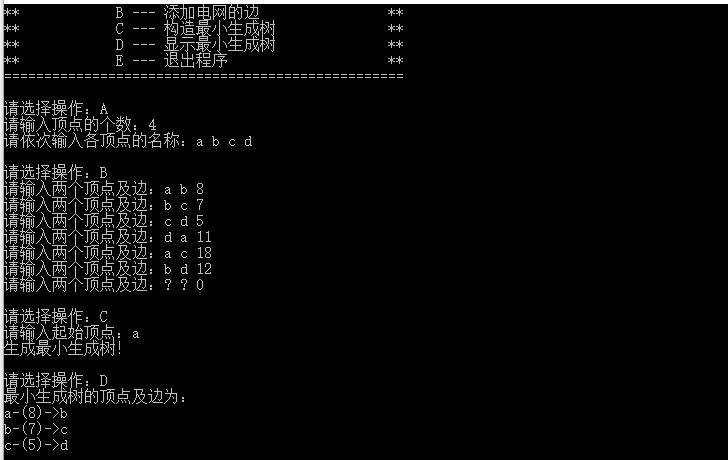 ** B --- 添加电网的边 **
** C --- 构造最小生成树 **
** D --- 显示最小生成树 **
** E --- 退出程序 **
==================================================
请选择操作：A
请输入顶点的个数：4
请依次输入各顶点的名称：a b c d
请选择操作：B
请输入两个顶点及边：a b 8
请输入两个顶点及边：b c 7
请输入两个顶点及边：c d 5
请输入两个顶点及边：d a 11
请输入两个顶点及边：a c 18
请输入两个顶点及边：b d 12
请输入两个顶点及边：? ? 0
请选择操作：C
请输入起始顶点：a
生成最小生成树!
请选择操作：D
最小生成树的顶点及边为：
a-(8)->b
b-(7)->c
c-(5)->d